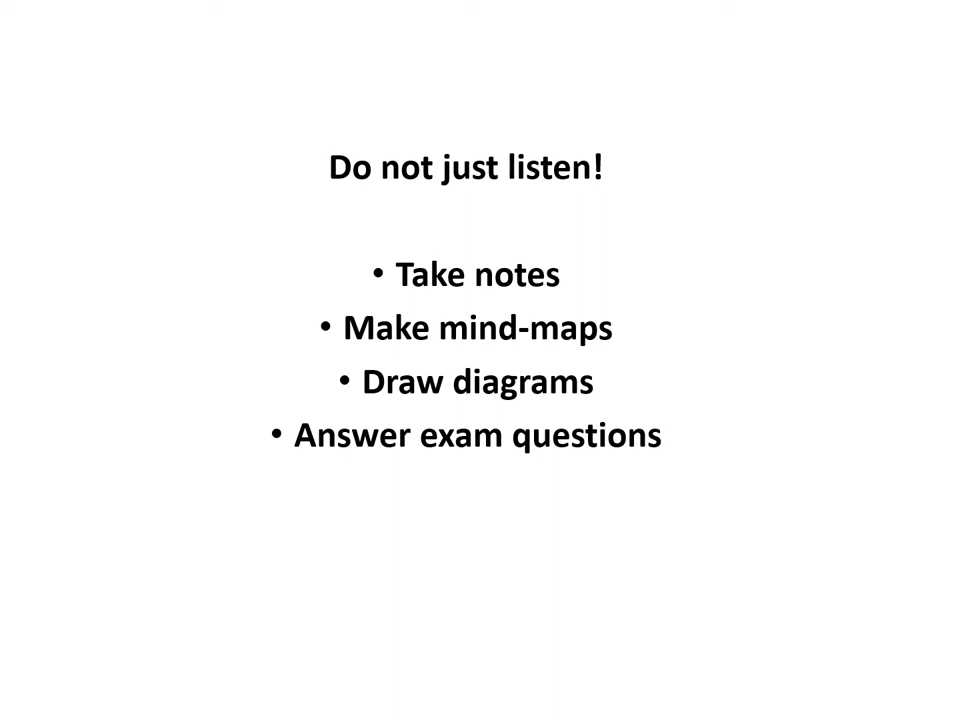 Do not just listen!
• Take notes
• Make mind-maps
• Draw diagrams
• Answer exam questions